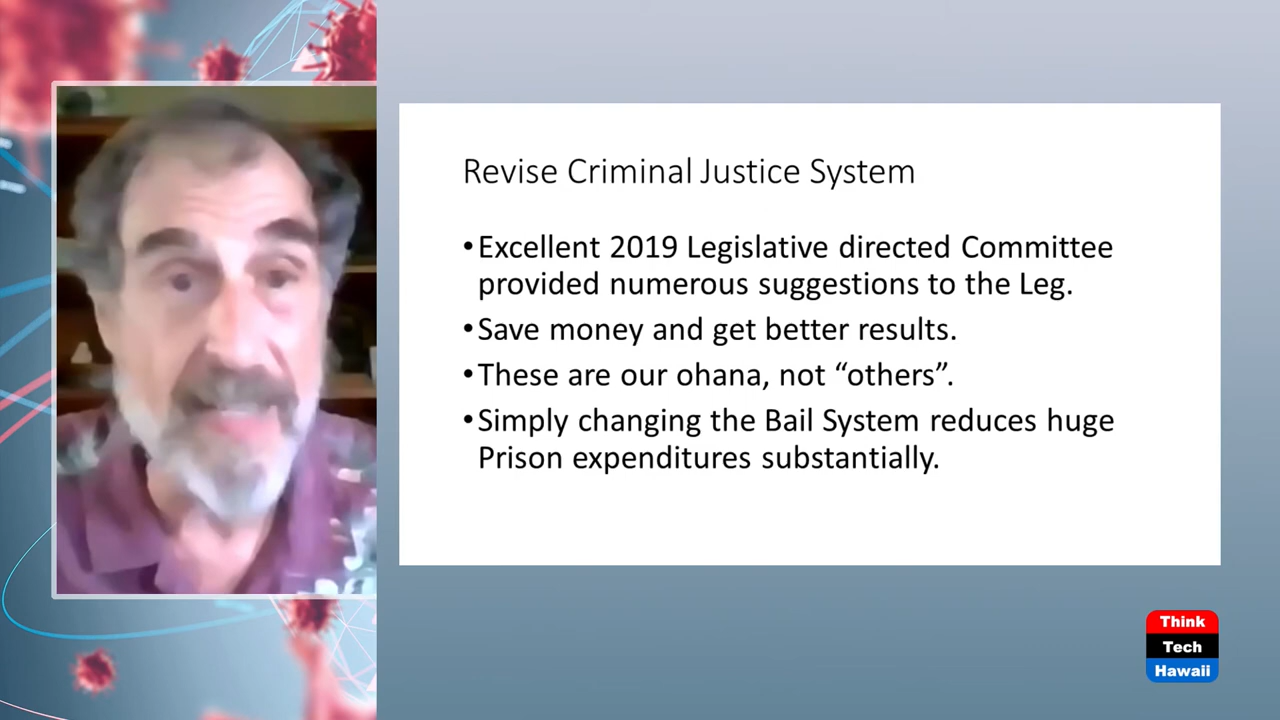 Revise Criminal Justice System
•Excellent 2019 Legislative directed Committee
provided numerous suggestions to the Leg.
•Save money and get better results.
•These are our ohana, not “others”.
•Simply changing the Bail System reduces huge
Prison expenditures substantially.
Think
Tech
Hawaii